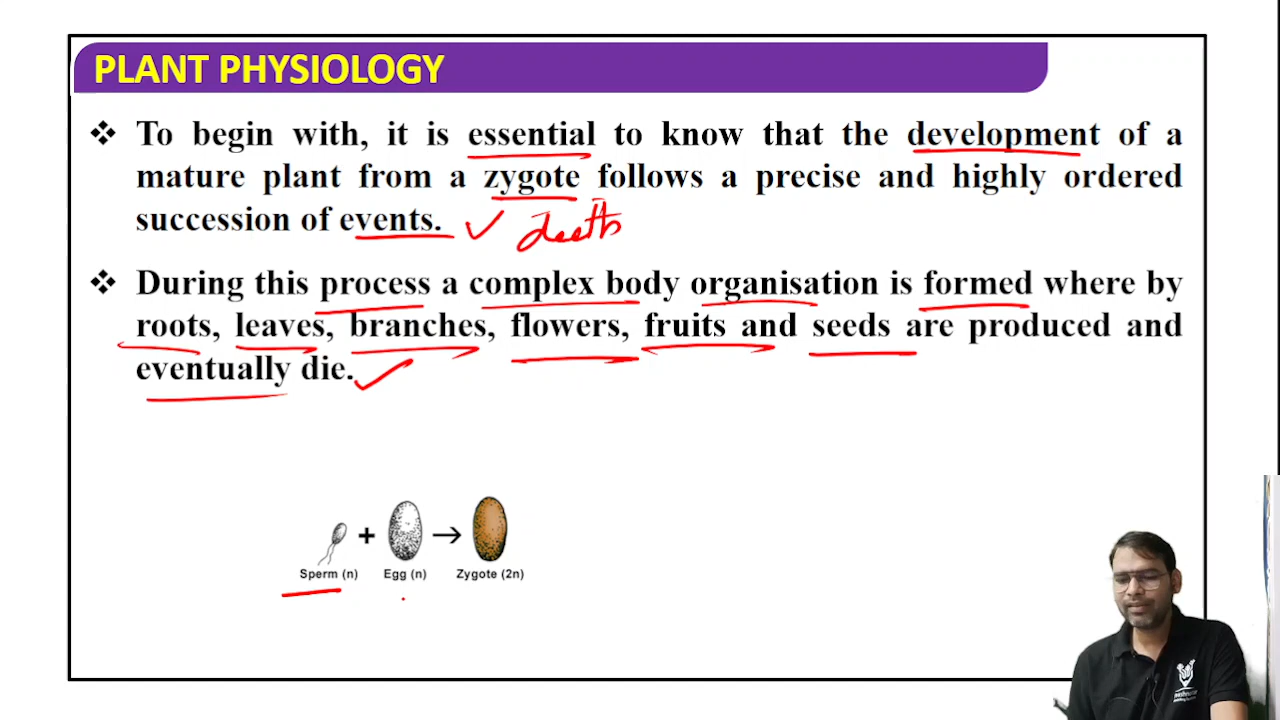 PLANT PHYSIOLOGY
❖ To begin with, it is essential to know that the development of a
mature plant from a zygote follows a precise and highly ordered
succession of events. ✓ death
❖ During this process a complex body organisation is formed where by
roots, leaves, branches, flowers, fruits and seeds are produced and
eventually die. ✓
+ →
Sperm (n) Egg (n) Zygote (2n)